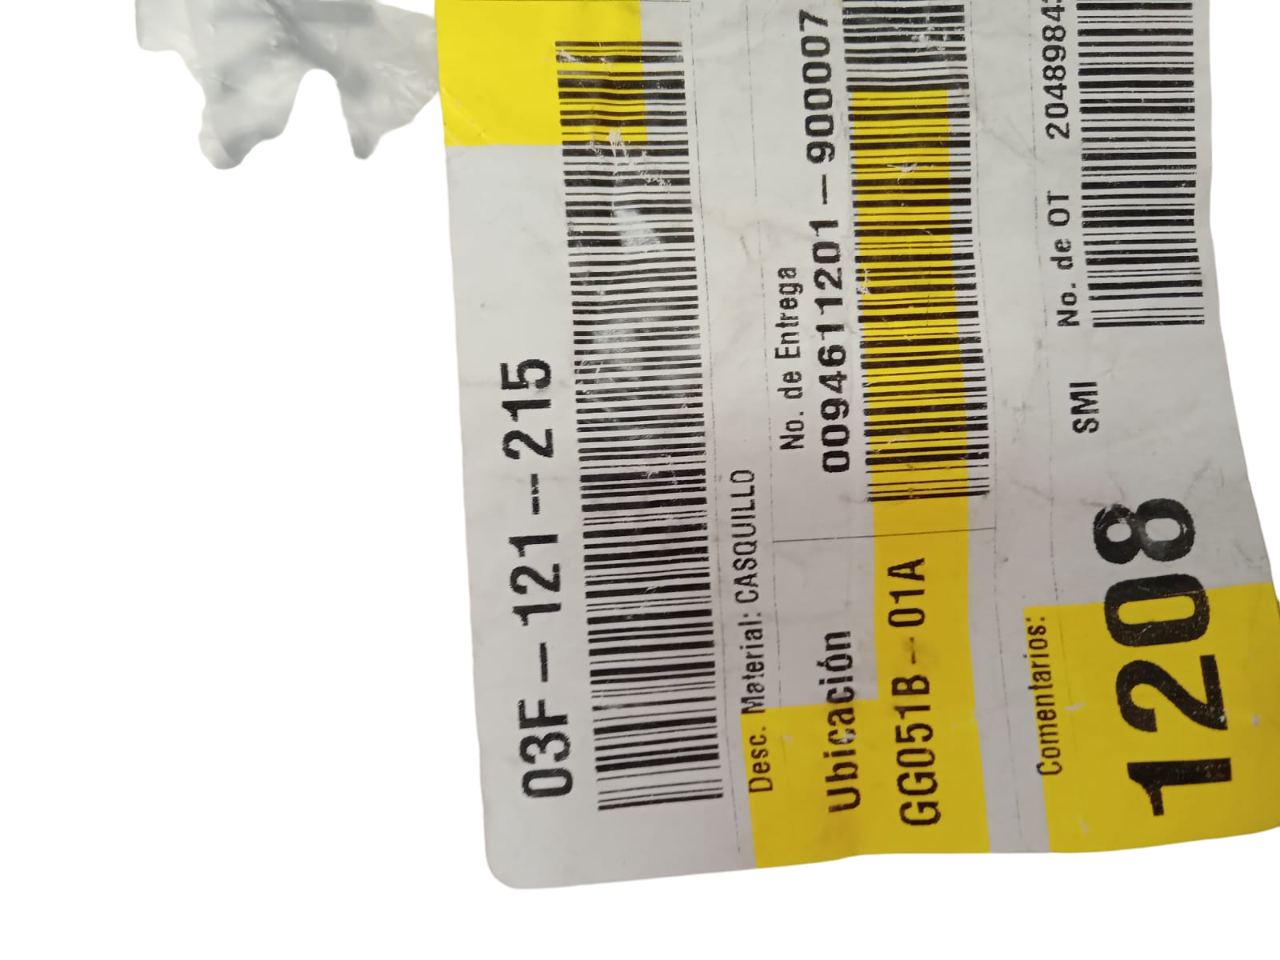 03F-121-215
Desc. Material: CASQUILLO
No. de Entrega
0094611201-900007
Ubicación
GG051B-01A
No. de OT 2048984
SMI
Comentarios:
1208